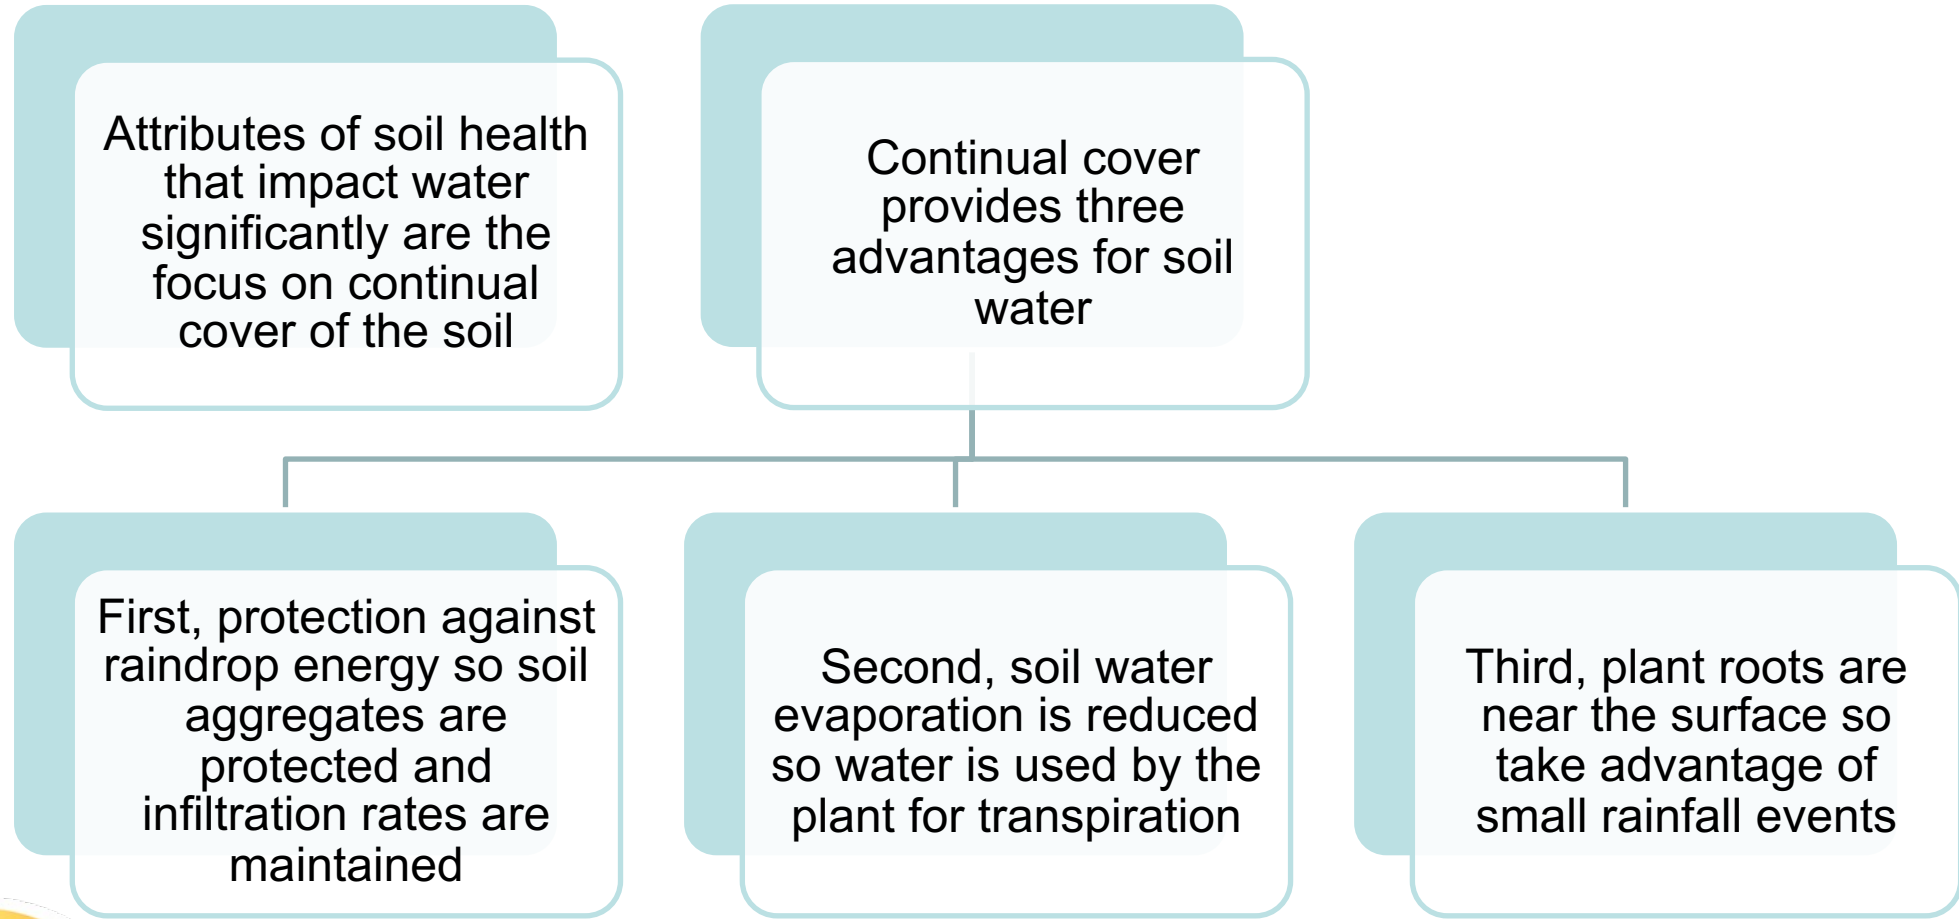 Attributes of soil health
that impact water
significantly are the
focus on continual
cover of the soil
Continual cover
provides three
advantages for soil
water
First, protection against
raindrop energy so soil
aggregates are
protected and
infiltration rates are
maintained
Second, soil water
evaporation is reduced
so water is used by the
plant for transpiration
Third, plant roots are
near the surface so
take advantage of
small rainfall events